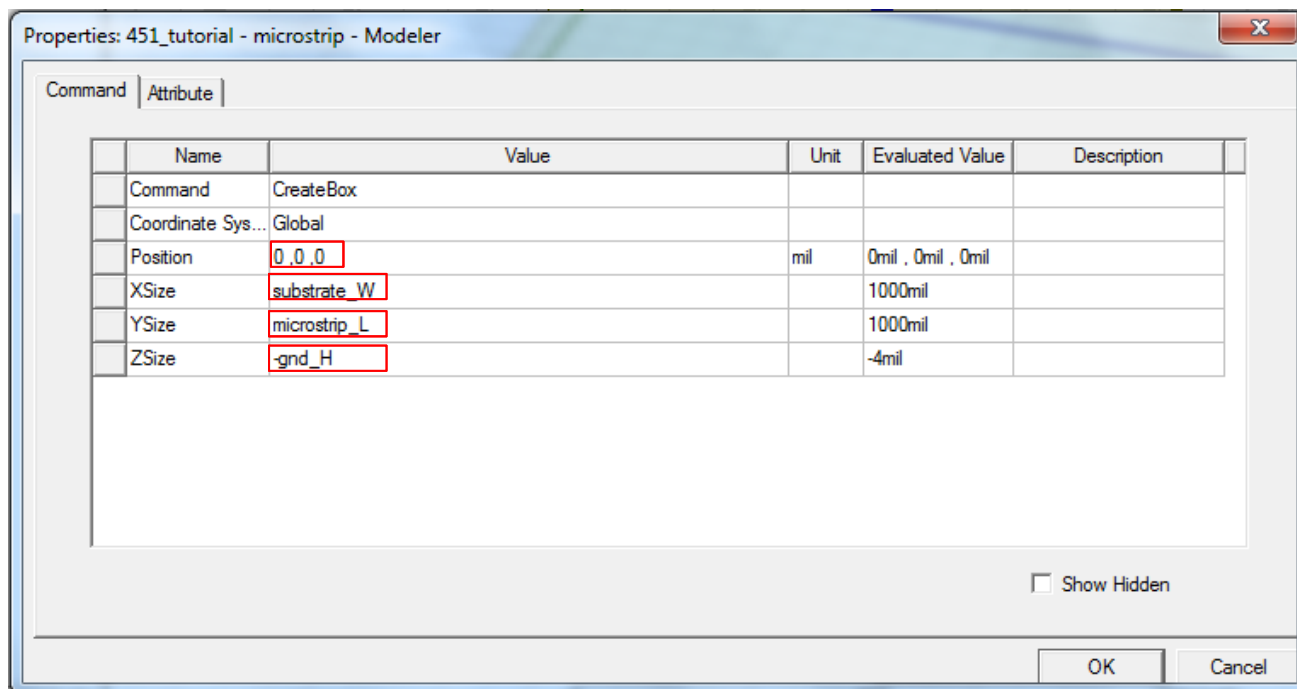 Properties: 451_tutorial - microstrip - Modeler
x
Command Attribute
Name Value Unit Evaluated Value Description
Command CreateBox
Coordinate Sys... Global
Position 0 ,0 ,0 mil 0mil , 0mil , 0mil
XSize substrate_W 1000mil
YSize microstrip_L 1000mil
ZSize -gnd_H -4mil
Show Hidden
OK Cancel